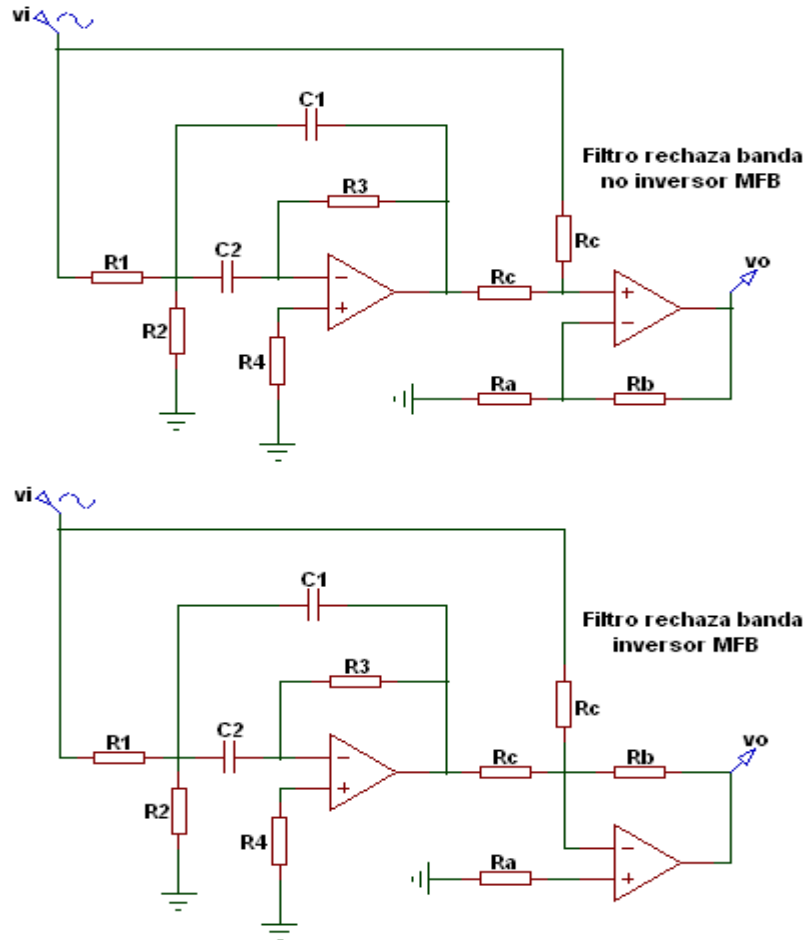 vi
C1
Filtro rechaza banda
no inversor MFB
R3
Rc
R1
C2
Rc
vo
R2
R4
Ra
Rb
vi
C1
Filtro rechaza banda
inversor MFB
R3
Rc
R1
C2
Rc
Rb
vo
R2
R4
Ra